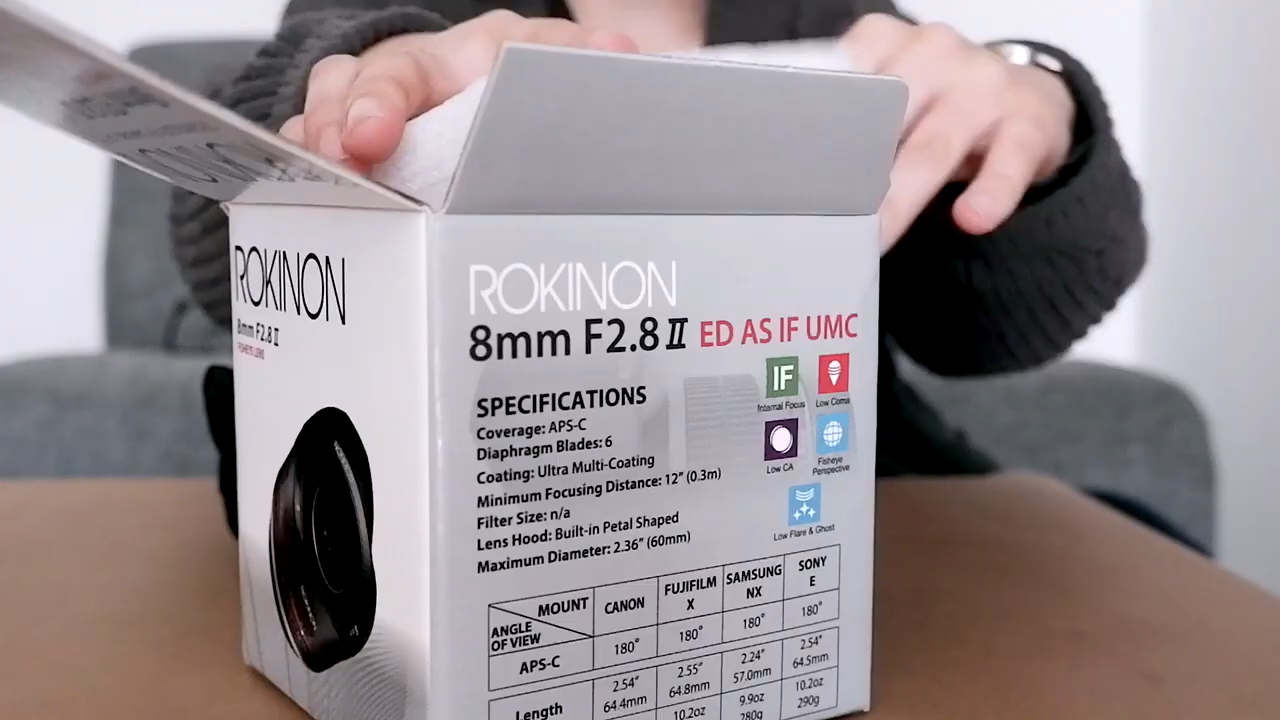 ROKINON
8mm F2.8 II
FISHEYE LENS
ROKINON
8mm F2.8 II ED AS IF UMC
IF
Internal Focus
Low Coma
Low CA
Fisheye
Perspective
Low Flare & Ghost
SPECIFICATIONS
Coverage: APS-C
Diaphragm Blades: 6
Coating: Ultra Multi-Coating
Minimum Focusing Distance: 12" (0.3m)
Filter Size: n/a
Lens Hood: Built-in Petal Shaped
Maximum Diameter: 2.36" (60mm)
MOUNT CANON FUJIFILM X SAMSUNG NX SONY E
ANGLE OF VIEW
APS-C 180° 180° 180° 180°
Length 2.54" 64.4mm 2.55" 64.8mm 2.24" 57.0mm 2.54" 64.5mm
10.2oz 9.9oz 280g 10.2oz 290g